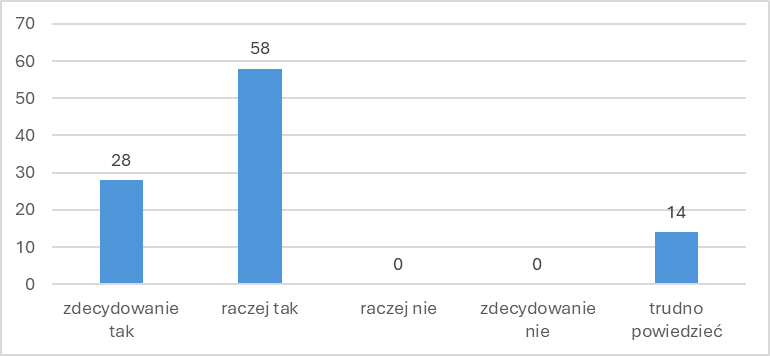 70
60
50
40
30
20
10
0
28
58
0
0
14
zdecydowanie tak
raczej tak
raczej nie
zdecydowanie nie
trudno powiedzieć